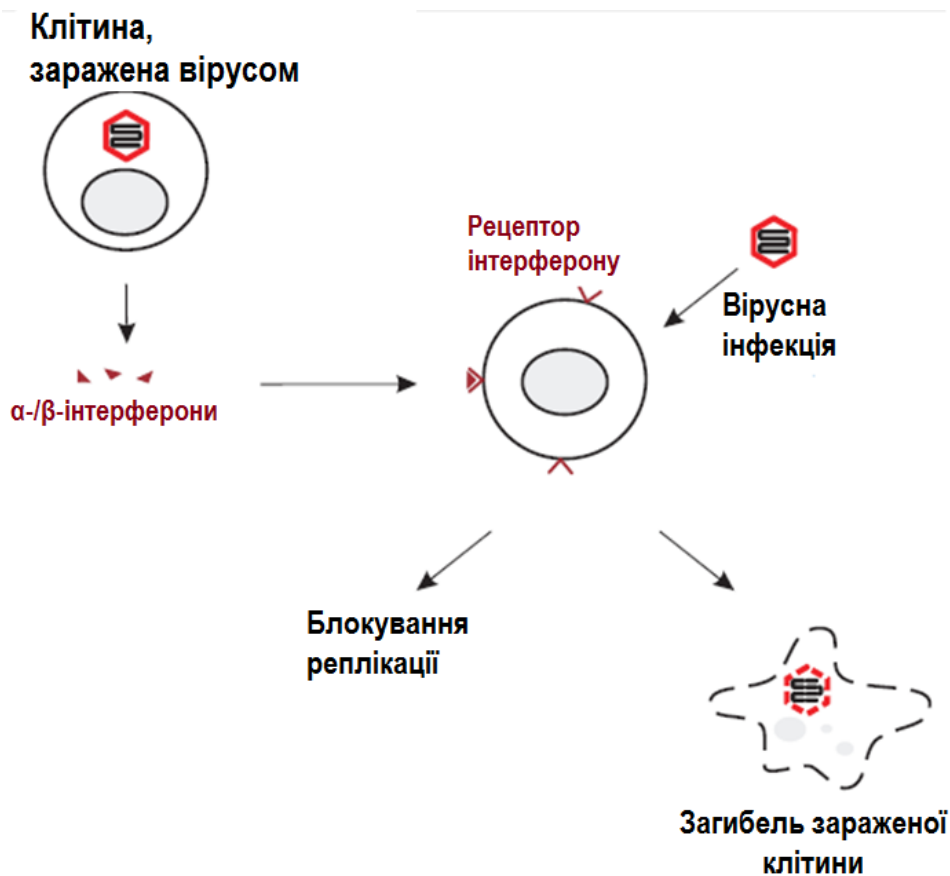 Клітина,
заражена вірусом
Рецептор
інтерферону
Вірусна
інфекція
α-/β-інтерферони
Блокування
реплікації
Загибель зараженої
клітини